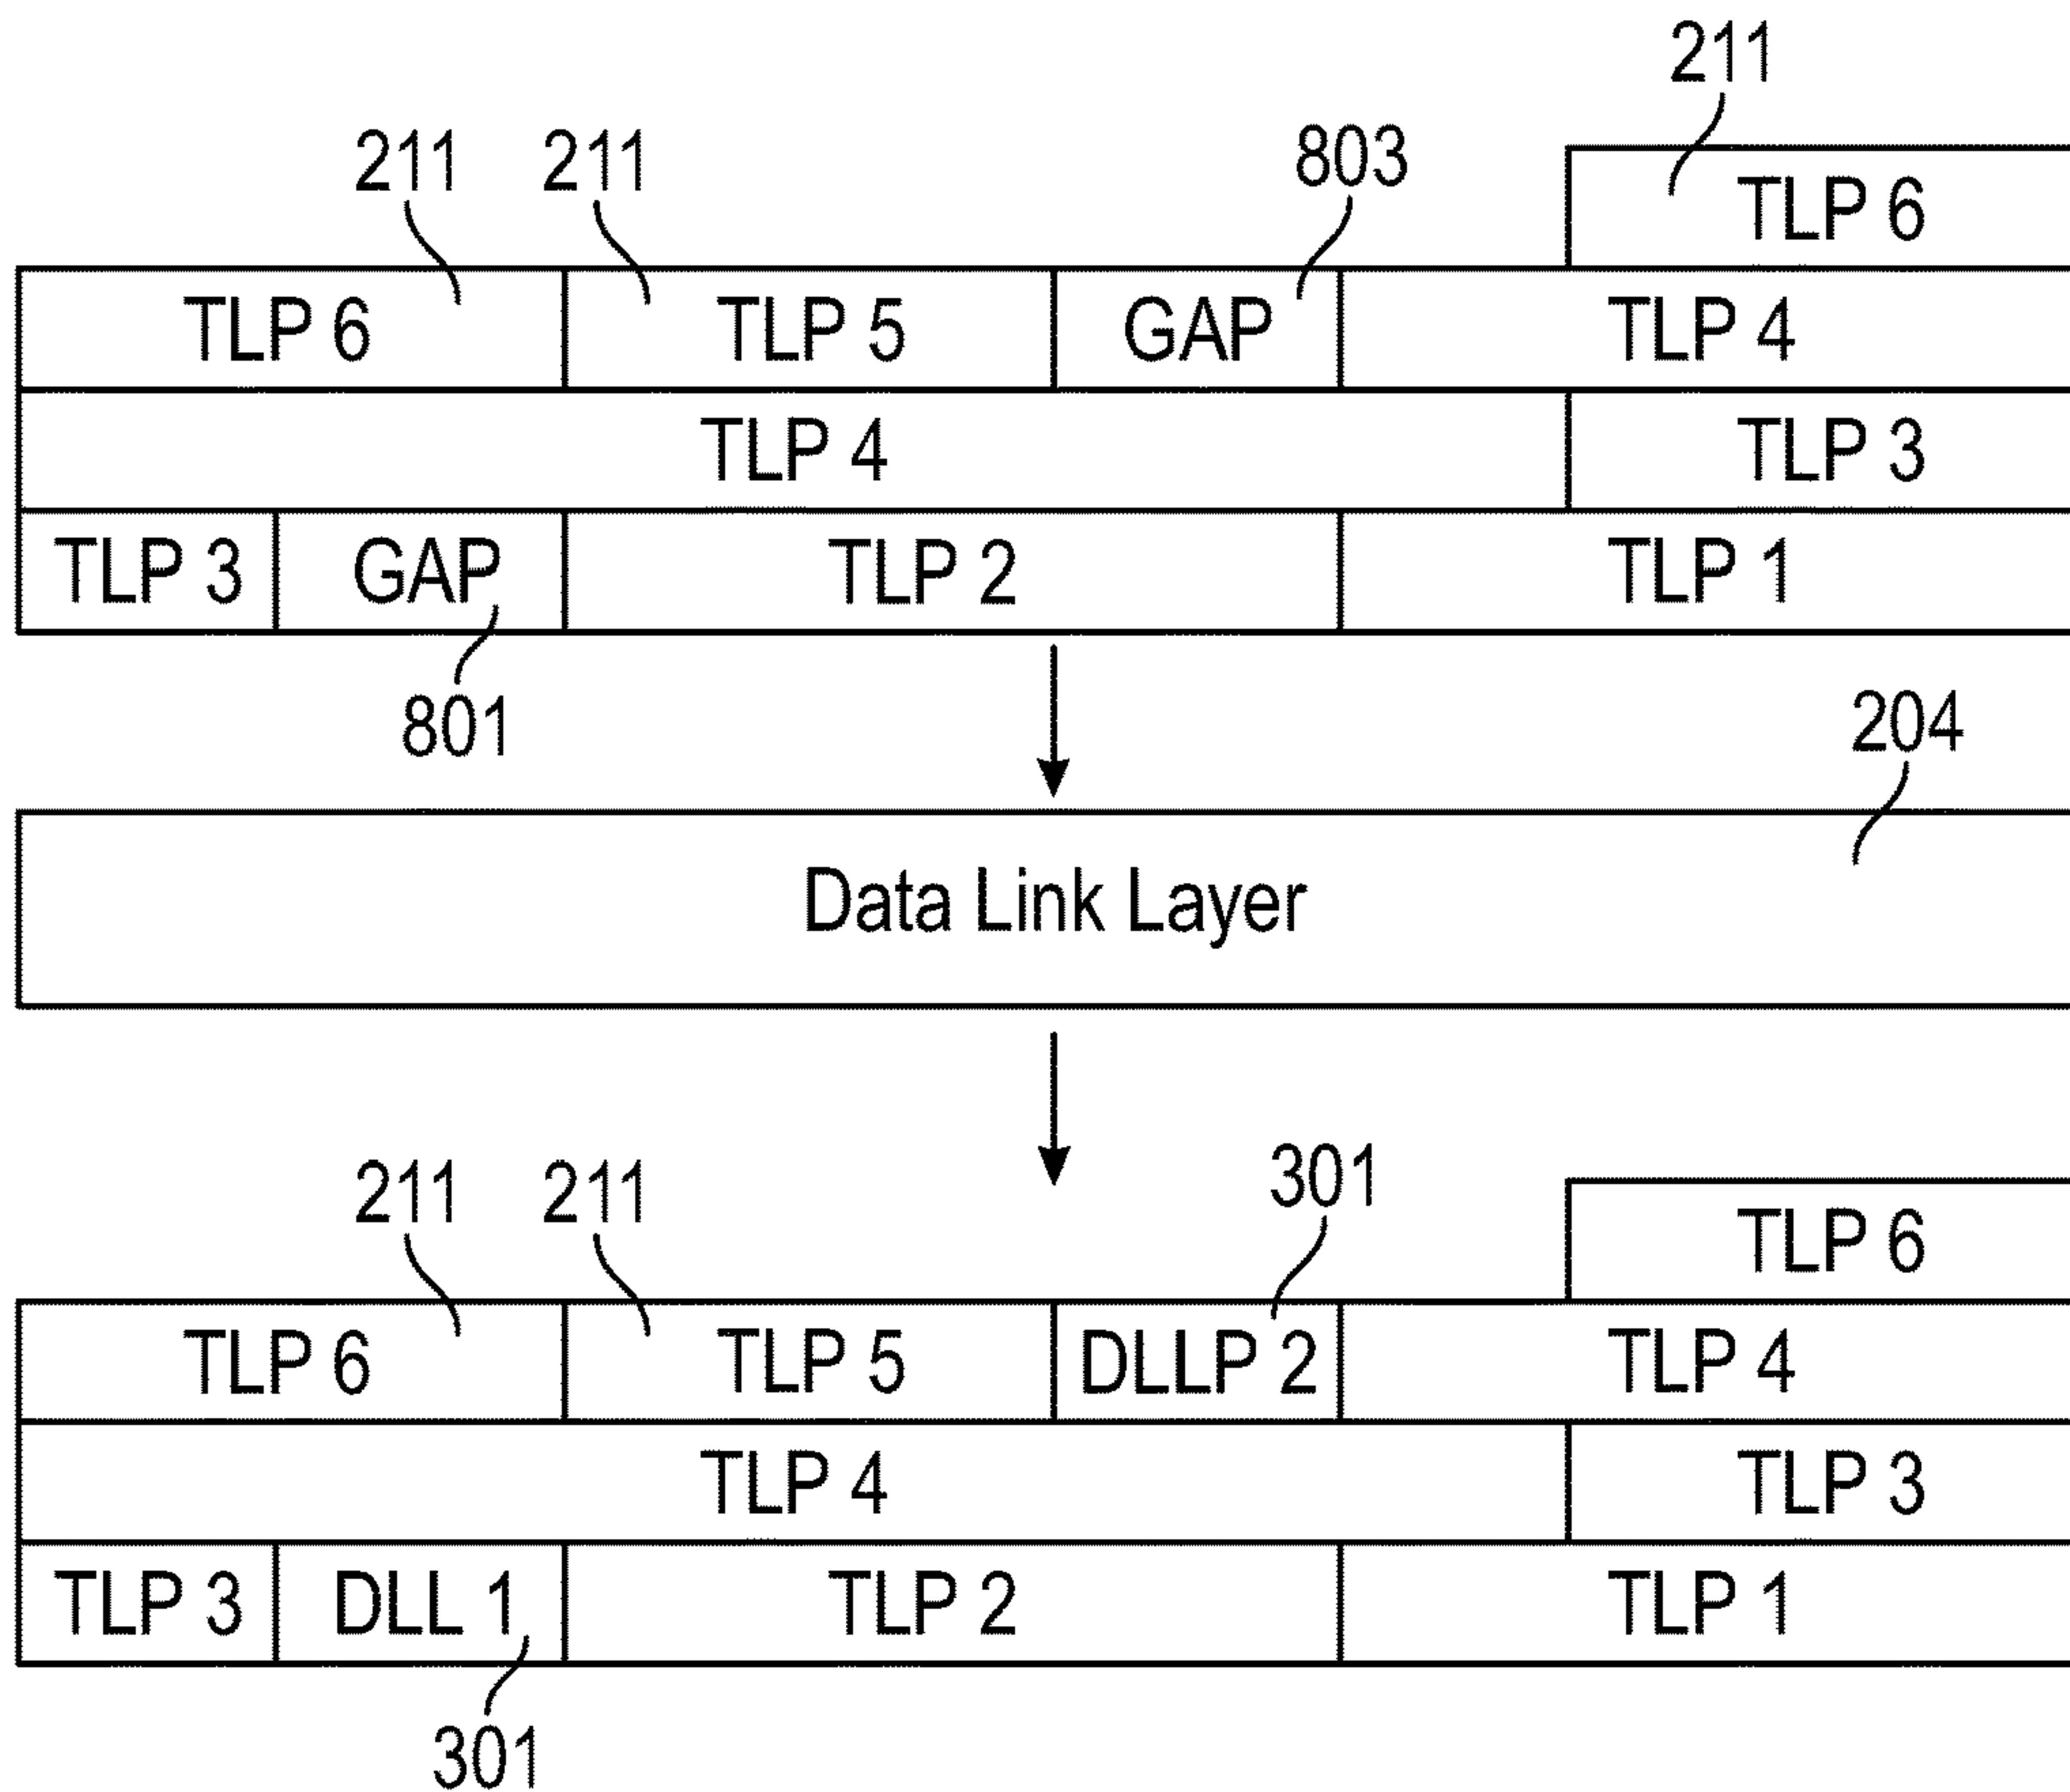 211
211 211 803
TLP 6
TLP 6 TLP 5 GAP TLP 4
TLP 4 TLP 3
TLP 3 GAP TLP 2 TLP 1
801
204
Data Link Layer
211 211 301
TLP 6
TLP 6 TLP 5 DLLP 2 TLP 4
TLP 4 TLP 3
TLP 3 DLL 1 TLP 2 TLP 1
301